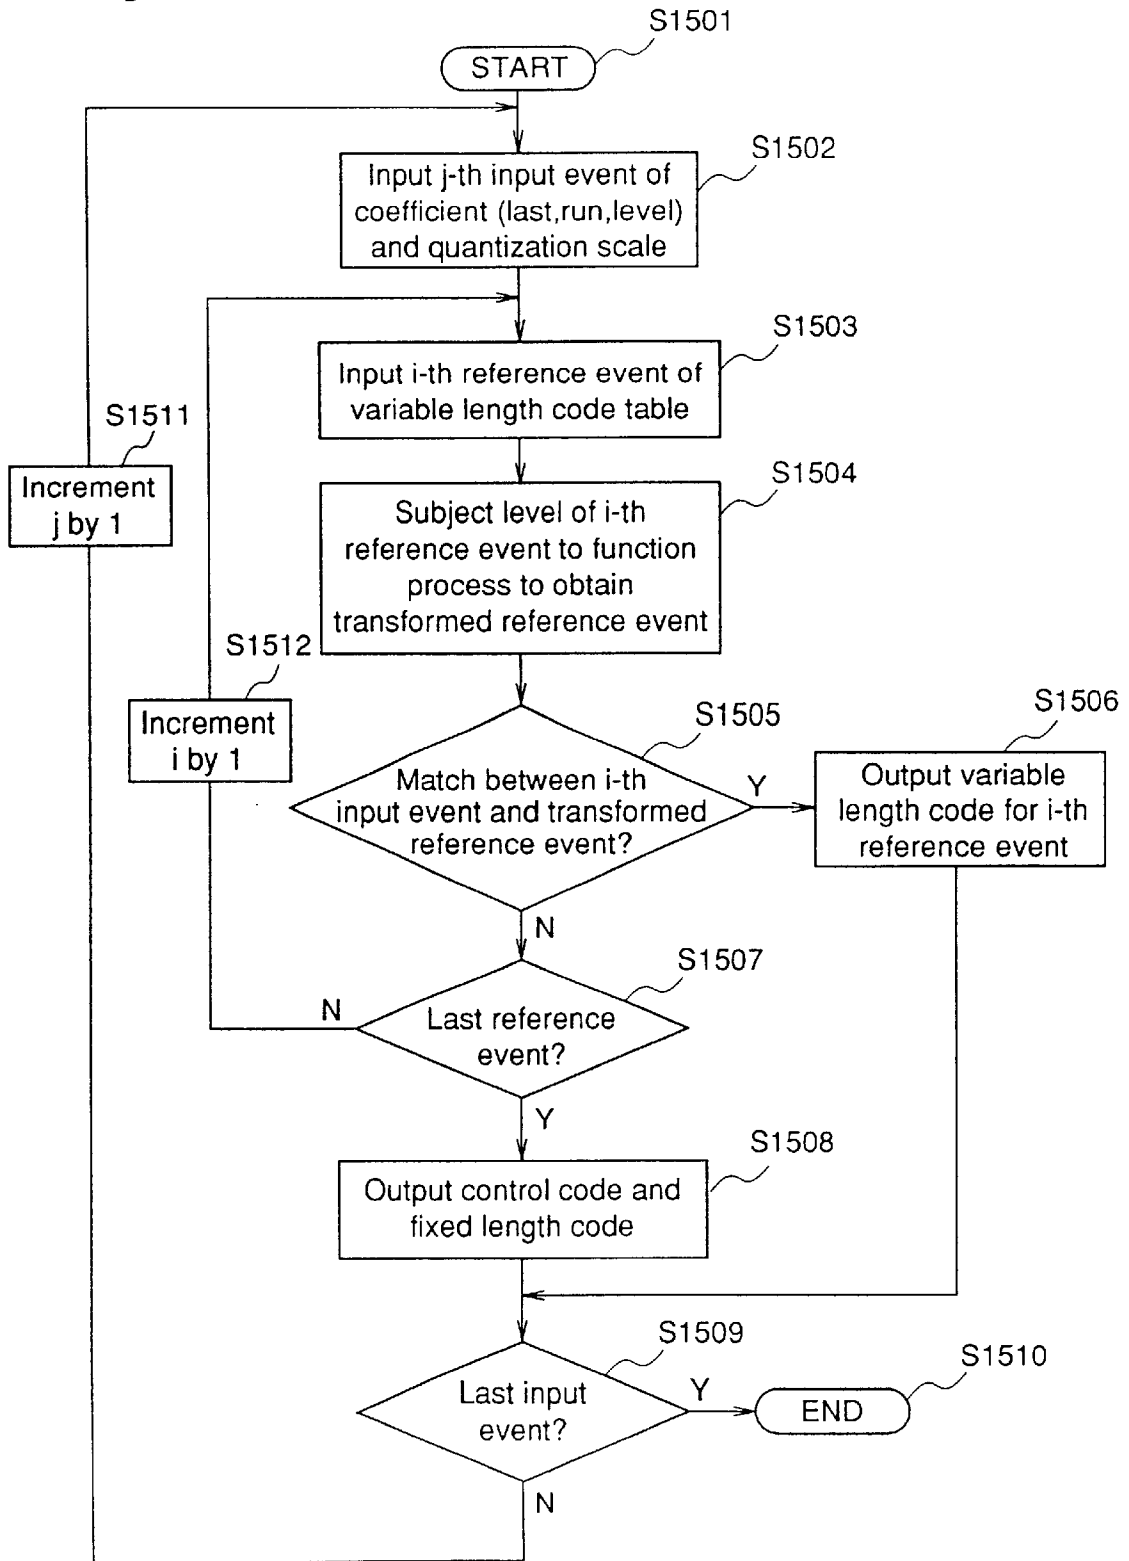 S1501
START
S1502
Input j-th input event of
coefficient (last,run,level)
and quantization scale
S1503
Input i-th reference event of
variable length code table
S1511
Increment
j by 1
S1504
Subject level of i-th
reference event to function
process to obtain
transformed reference event
S1512
Increment
i by 1
S1505
Match between i-th
input event and transformed
reference event?
Y
N
S1506
Output variable
length code for i-th
reference event
S1507
Last reference
event?
N
Y
S1508
Output control code and
fixed length code
S1509
Last input
event?
Y
N
S1510
END